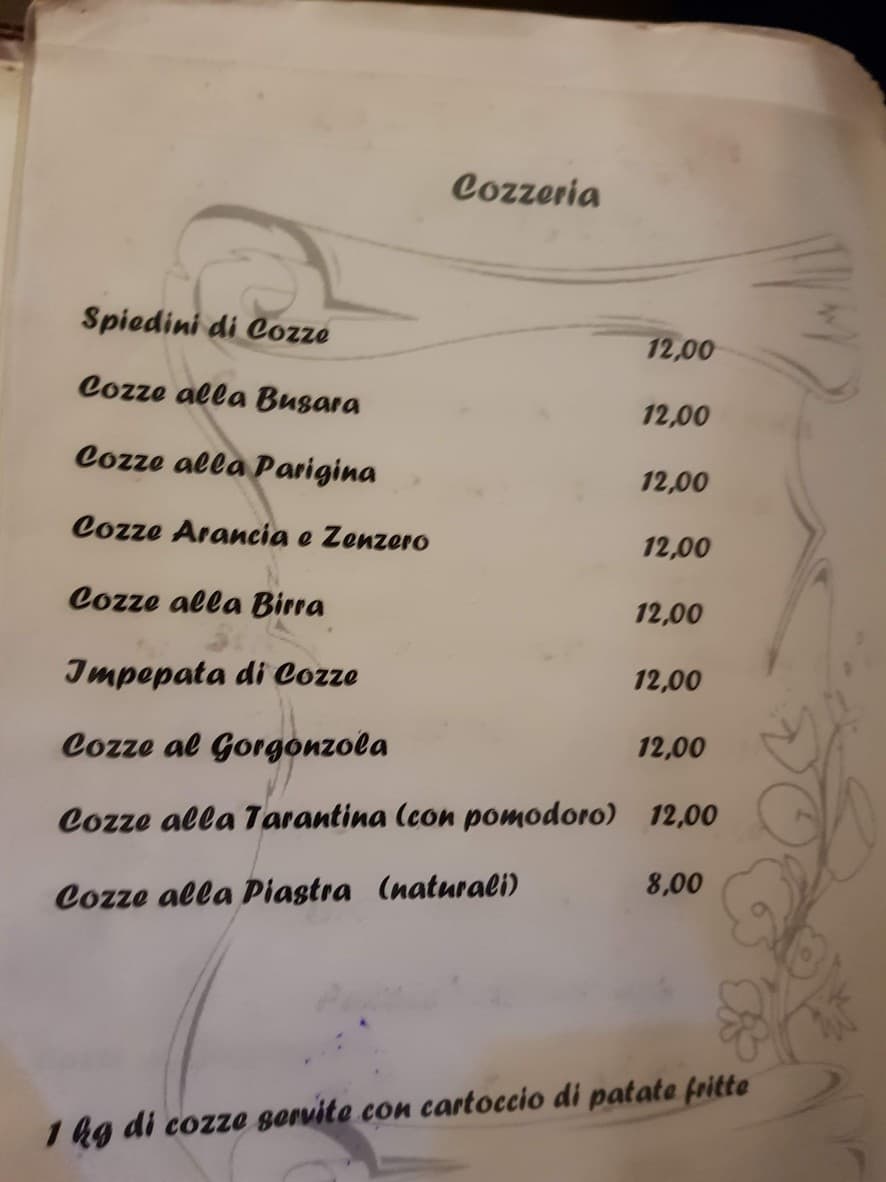 Cozzeria
Spiedini di Cozze 12,00
Cozze alla Busara 12,00
Cozze alla Parigina 12,00
Cozze Arancia e Zenzero 12,00
Cozze alla Birra 12,00
Impepata di Cozze 12,00
Cozze al Gorgonzola 12,00
Cozze alla Tarantina (con pomodoro) 12,00
Cozze alla Piastra (naturali) 8,00
1 kg di cozze servite con cartoccio di patate fritte